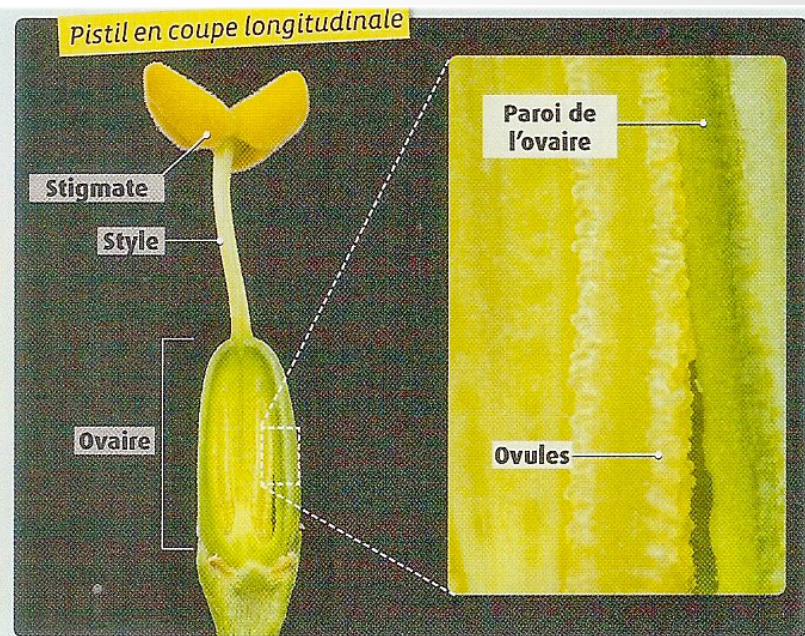 Pistil en coupe longitudinale
Stigmate
Style
Ovaire
Paroi de
l'ovaire
Ovules